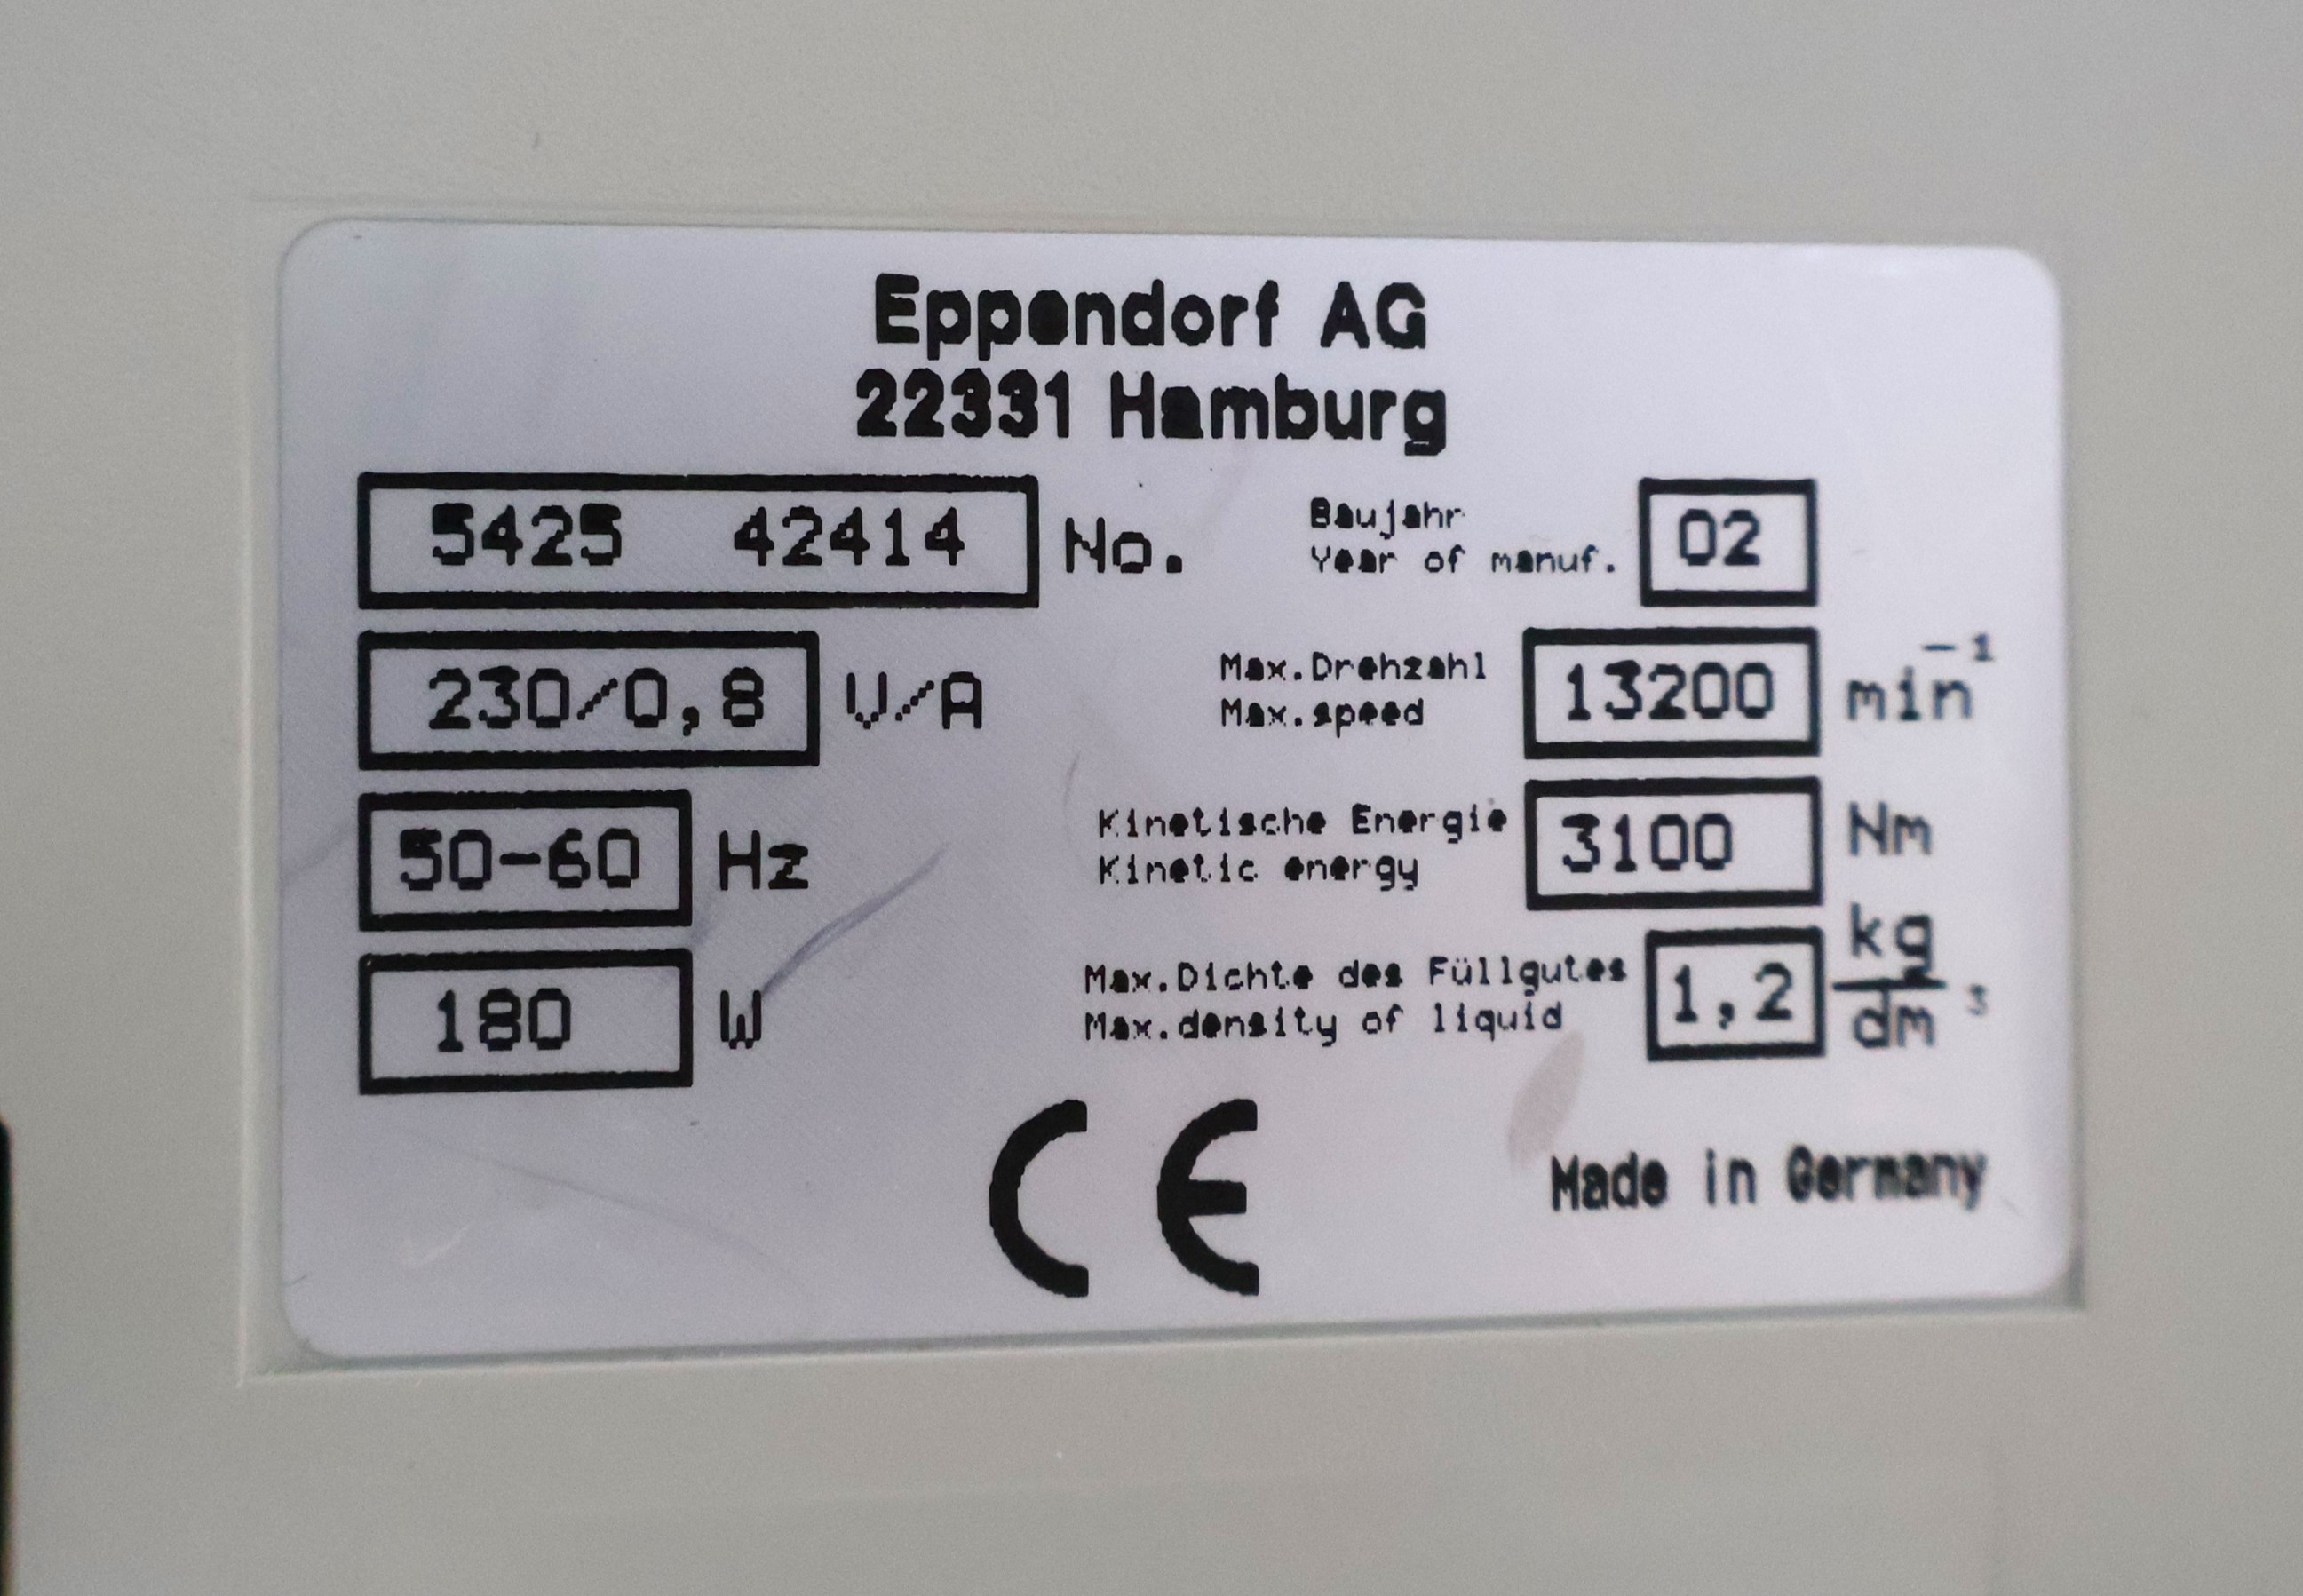 Eppendorf AG
22331 Hamburg
5425 42414 No.
Baujahr
Year of manuf.
02
230/0,8 V/A
Max.Drehzahl
Max.speed
13200 min⁻¹
50-60 Hz
Kinetische Energie
Kinetic energy
3100 Nm
180 W
Max.Dichte des Füllgutes
Max.density of liquid
1,2 kg/dm³
CE
Made in Germany